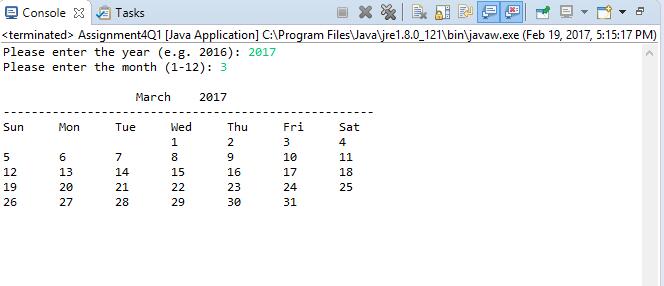 Console Tasks
<terminated> Assignment4Q1 [Java Application] C:\Program Files\Java\jre1.8.0_121\bin\javaw.exe (Feb 19, 2017, 5:15:17 PM)
Please enter the year (e.g. 2016): 2017
Please enter the month (1-12): 3
March 2017
-----------------------------------------------------
Sun Mon Tue Wed Thu Fri Sat
1 2 3 4
5 6 7 8 9 10 11
12 13 14 15 16 17 18
19 20 21 22 23 24 25
26 27 28 29 30 31